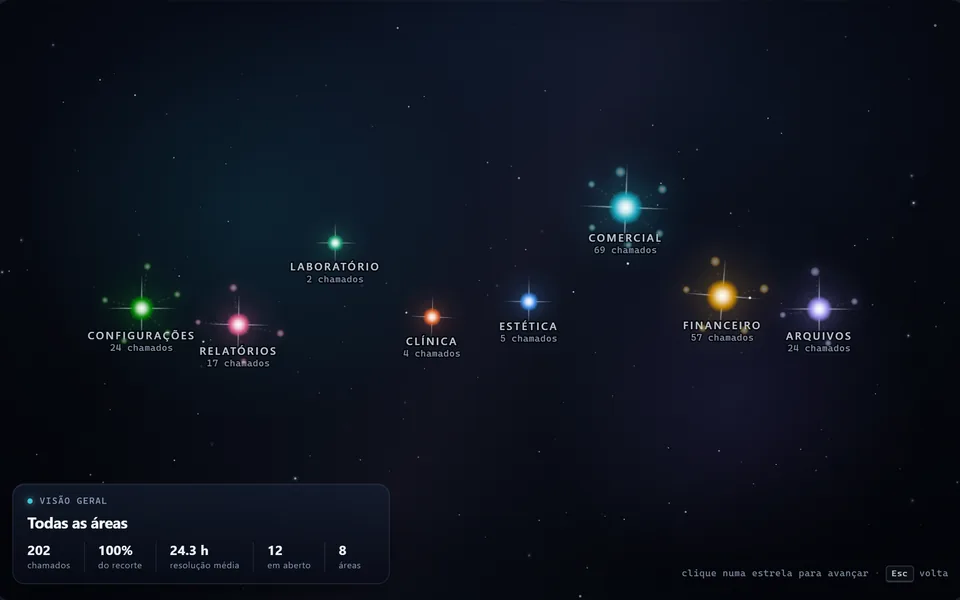 COMERCIAL
69 chamados
LABORATÓRIO
2 chamados
ESTÉTICA
5 chamados
FINANCEIRO
57 chamados
CONFIGURAÇÕES
24 chamados
ARQUIVOS
24 chamados
CLÍNICA
4 chamados
RELATÓRIOS
17 chamados
VISÃO GERAL
Todas as áreas
202 100% 24.3 h 12 8
chamados do recorte resolução média em aberto áreas
clique numa estrela para avançar · Esc volta